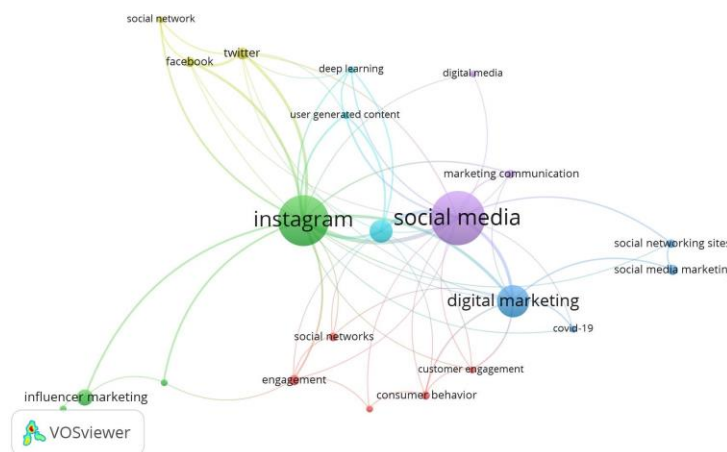 social network
twitter
facebook
deep learning
digital media
user generated content
marketing communication
instagram
social media
social networking sites
social media marketing
digital marketing
covid-19
social networks
customer engagement
engagement
consumer behavior
influencer marketing
VOSviewer